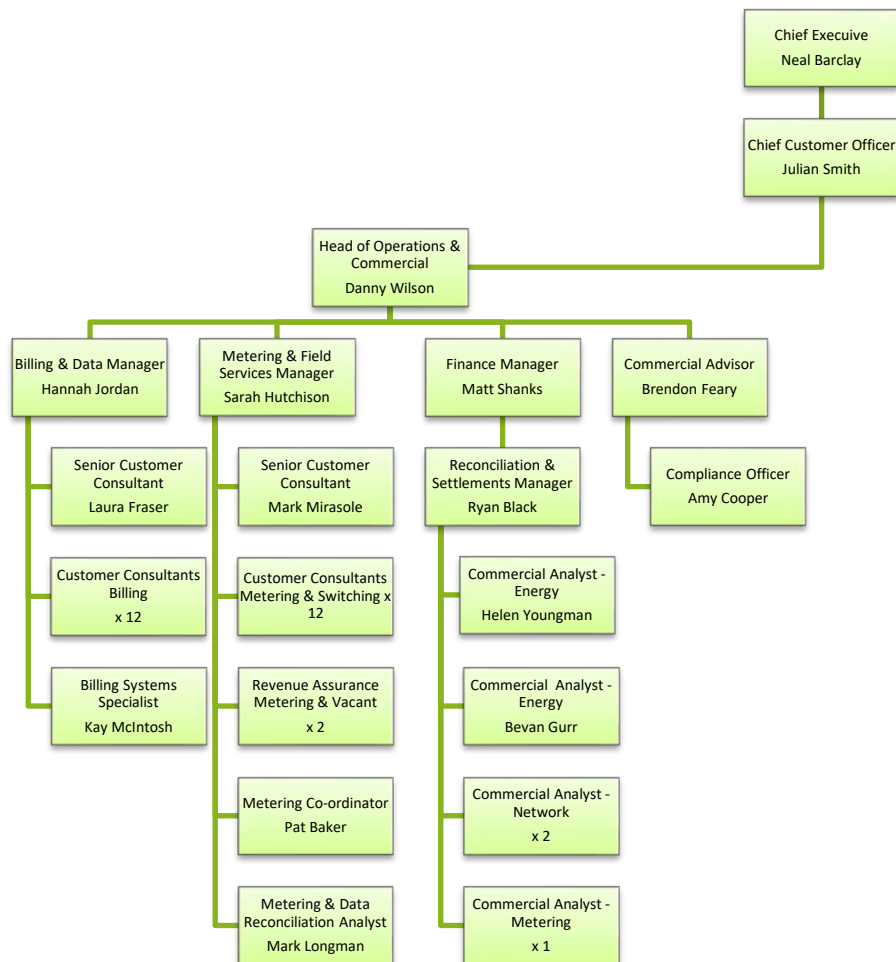 Chief Execuive
Neal Barclay
Chief Customer Officer
Julian Smith
Head of Operations &
Commercial
Danny Wilson
Billing & Data Manager
Hannah Jordan
Metering & Field
Services Manager
Sarah Hutchison
Finance Manager
Matt Shanks
Commercial Advisor
Brendon Feary
Senior Customer
Consultant
Laura Fraser
Senior Customer
Consultant
Mark Mirasole
Reconciliation &
Settlements Manager
Ryan Black
Compliance Officer
Amy Cooper
Customer Consultants
Billing
x 12
Customer Consultants
Metering & Switching x
12
Commercial Analyst -
Energy
Helen Youngman
Billing Systems
Specialist
Kay McIntosh
Revenue Assurance
Metering & Vacant
x 2
Commercial Analyst -
Energy
Bevan Gurr
Metering Co-ordinator
Pat Baker
Commercial Analyst -
Network
x 2
Metering & Data
Reconciliation Analyst
Mark Longman
Commercial Analyst -
Metering
x 1